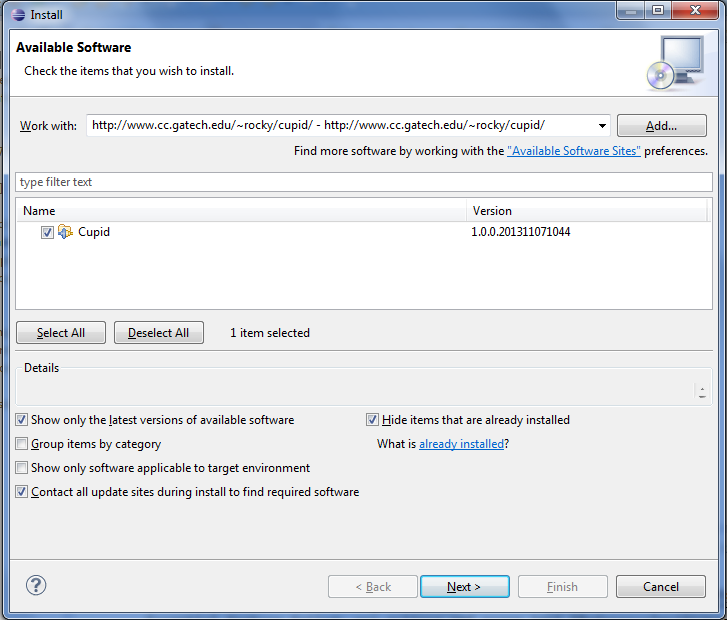 Install
Available Software
Check the items that you wish to install.
Work with: http://www.cc.gatech.edu/~rocky/cupid/ - http://www.cc.gatech.edu/~rocky/cupid/ Add...
Find more software by working with the "Available Software Sites" preferences.
type filter text
Name Version
Cupid 1.0.0.201311071044
Select All Deselect All 1 item selected
Details
Show only the latest versions of available software Hide items that are already installed
Group items by category What is already installed?
Show only software applicable to target environment
Contact all update sites during install to find required software
? < Back Next > Finish Cancel